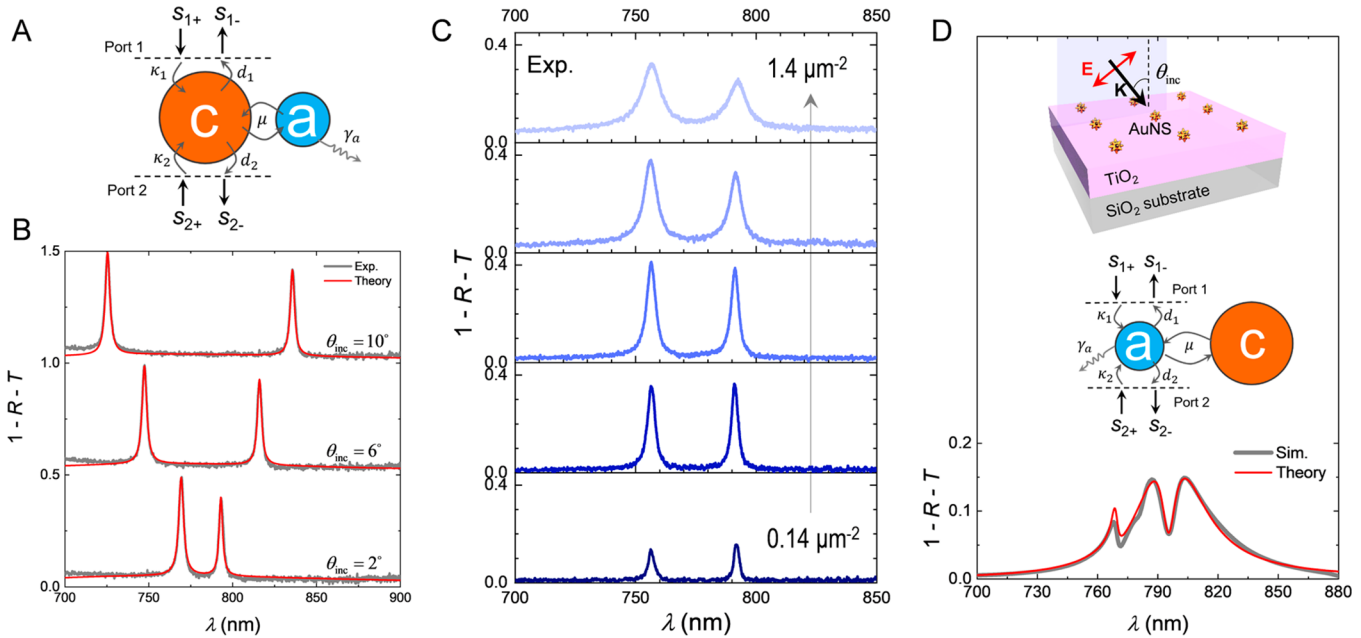 A
S1+ S1-
Port 1
κ1 d1
c μ a
γa
κ2 d2
Port 2
S2+ S2-
B
1.5
1.0
0.5
0.0
1 - R - T
Exp.
Theory
θinc = 10°
θinc = 6°
θinc = 2°
700 750 800 850 900
λ (nm)
C
700 750 800 850
0.4
Exp.
1.4 μm-2
0.0
0.4
0.0
0.4
0.0
0.4
0.0
0.4
0.14 μm-2
0.0
1 - R - T
700 750 800 850
λ (nm)
D
E
K
θinc
AuNS
TiO2
SiO2 substrate
S1+ S1-
Port 1
κ1 d1
a μ c
γa
κ2 d2
Port 2
S2+ S2-
0.2
Sim.
Theory
0.1
0.0
1 - R - T
700 730 760 790 820 850 880
λ (nm)